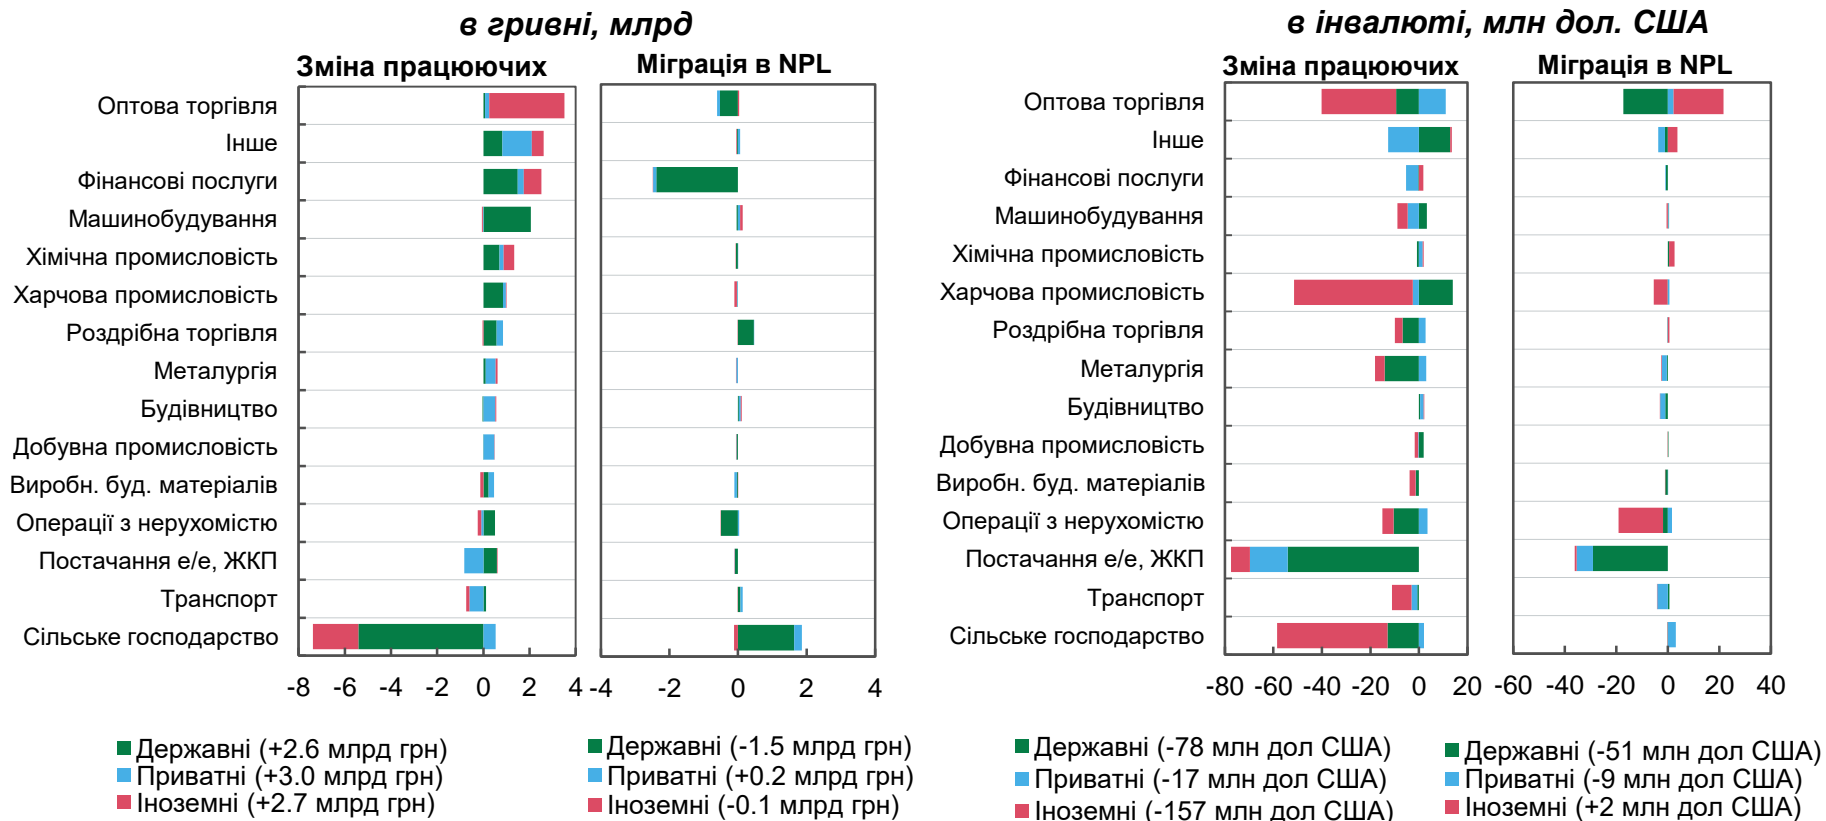 в гривні, млрд
Зміна працюючих
Міграція в NPL
Оптова торгівля
Інше
Фінансові послуги
Машинобудування
Хімічна промисловість
Харчова промисловість
Роздрібна торгівля
Металургія
Будівництво
Добувна промисловість
Виробн. буд. матеріалів
Операції з нерухомістю
Постачання е/е, ЖКП
Транспорт
Сільське господарство
-8 -6 -4 -2 0 2 4
-4 -2 0 2 4
Державні (+2.6 млрд грн)
Приватні (+3.0 млрд грн)
Іноземні (+2.7 млрд грн)
Державні (-1.5 млрд грн)
Приватні (+0.2 млрд грн)
Іноземні (-0.1 млрд грн)
в інвалюті, млн дол. США
Зміна працюючих
Міграція в NPL
Оптова торгівля
Інше
Фінансові послуги
Машинобудування
Хімічна промисловість
Харчова промисловість
Роздрібна торгівля
Металургія
Будівництво
Добувна промисловість
Виробн. буд. матеріалів
Операції з нерухомістю
Постачання е/е, ЖКП
Транспорт
Сільське господарство
-80 -60 -40 -20 0 20
-60 -40 -20 0 20 40
Державні (-78 млн дол США)
Приватні (-17 млн дол США)
Іноземні (-157 млн дол США)
Державні (-51 млн дол США)
Приватні (-9 млн дол США)
Іноземні (+2 млн дол США)